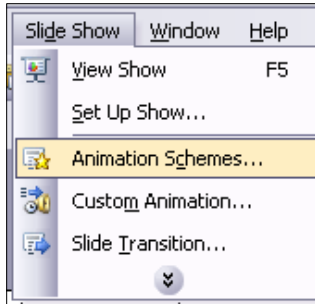 Slide Show Window Help
View Show F5
Set Up Show...
Animation Schemes...
Custom Animation...
Slide Transition...